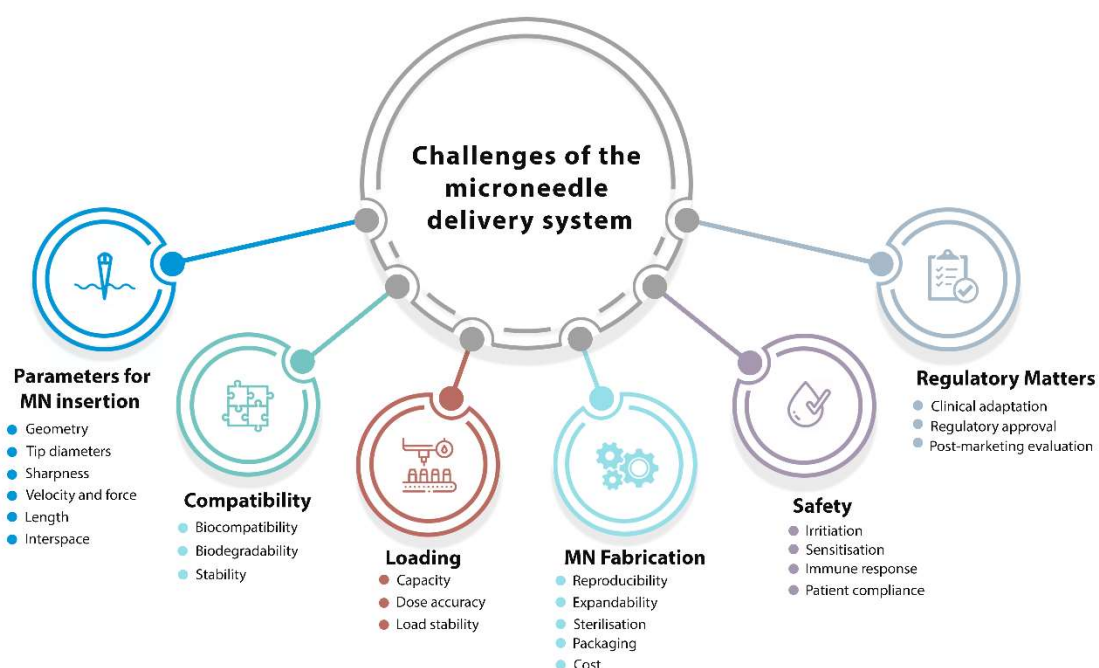 Challenges of the
microneedle
delivery system
Parameters for
MN insertion
Geometry
Tip diameters
Sharpness
Velocity and force
Length
Interspace
Compatibility
Biocompatibility
Biodegradability
Stability
Loading
Capacity
Dose accuracy
Load stability
MN Fabrication
Reproducibility
Expandability
Sterilisation
Packaging
Cost
Safety
Irritiation
Sensitisation
Immune response
Patient compliance
Regulatory Matters
Clinical adaptation
Regulatory approval
Post-marketing evaluation